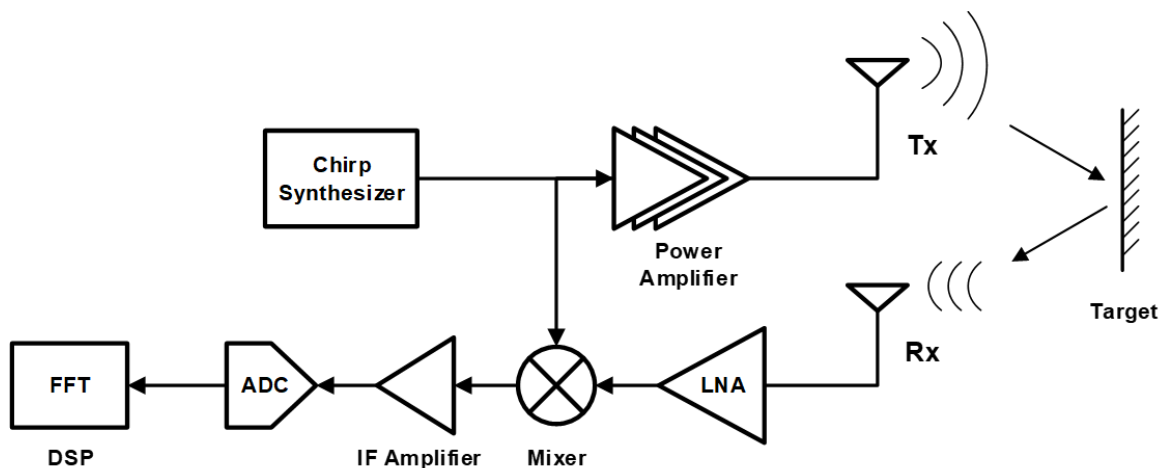 Chirp
Synthesizer
Power
Amplifier
Tx
Target
Rx
FFT
ADC
LNA
DSP
IF Amplifier
Mixer